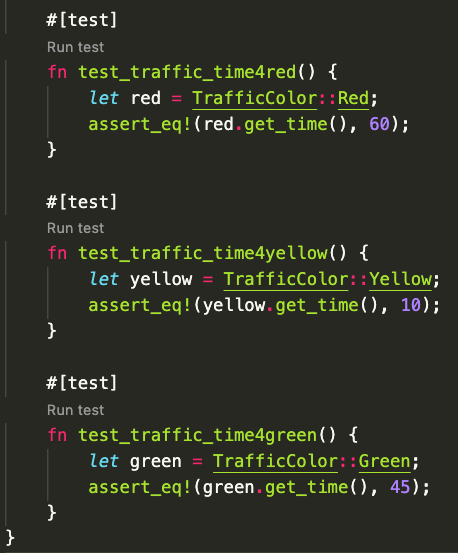 #[test]
Run test
fn test_traffic_time4red() {
let red = TrafficColor::Red;
assert_eq!(red.get_time(), 60);
}
#[test]
Run test
fn test_traffic_time4yellow() {
let yellow = TrafficColor::Yellow;
assert_eq!(yellow.get_time(), 10);
}
#[test]
Run test
fn test_traffic_time4green() {
let green = TrafficColor::Green;
assert_eq!(green.get_time(), 45);
}
}